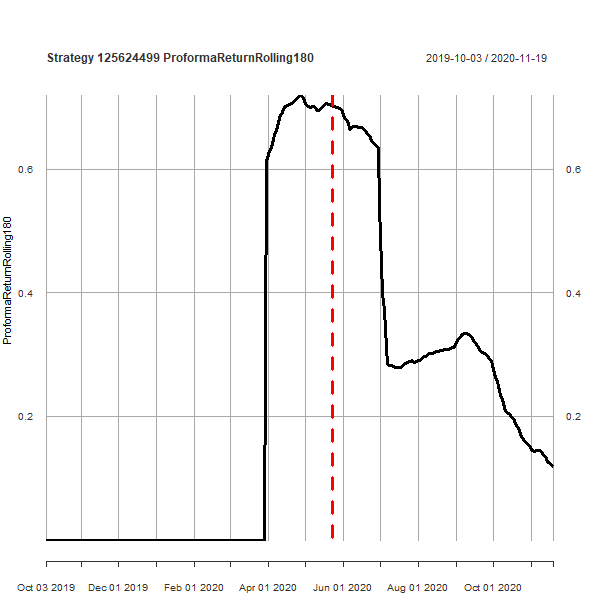 Strategy 125624499 ProformaReturnRolling180
2019-10-03 / 2020-11-19
ProformaReturnRolling180
0.6
0.6
0.4
0.4
0.2
0.2
Oct 03 2019
Dec 01 2019
Feb 01 2020
Apr 01 2020
Jun 01 2020
Aug 01 2020
Oct 01 2020